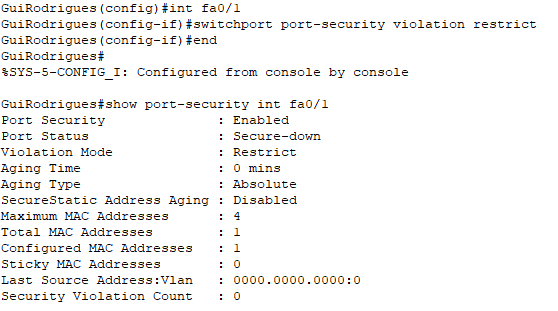 GuiRodrigues(config)#int fa0/1
GuiRodrigues(config-if)#switchport port-security violation restrict
GuiRodrigues(config-if)#end
GuiRodrigues#
%SYS-5-CONFIG_I: Configured from console by console

GuiRodrigues#show port-security int fa0/1
Port Security              : Enabled
Port Status                : Secure-down
Violation Mode             : Restrict
Aging Time                 : 0 mins
Aging Type                 : Absolute
SecureStatic Address Aging : Disabled
Maximum MAC Addresses      : 4
Total MAC Addresses        : 1
Configured MAC Addresses   : 1
Sticky MAC Addresses       : 0
Last Source Address:Vlan   : 0000.0000.0000:0
Security Violation Count   : 0